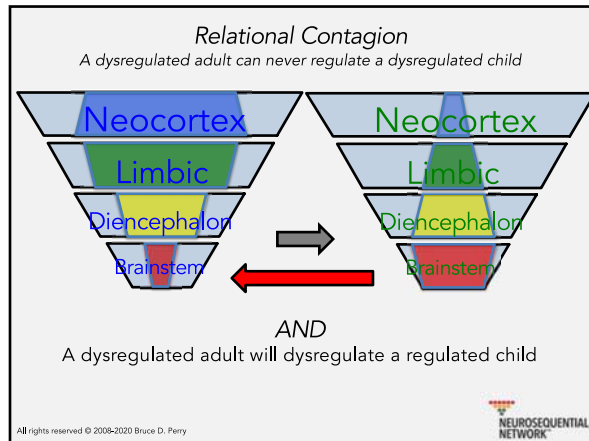 Relational Contagion
A dysregulated adult can never regulate a dysregulated child
Neocortex
Limbic
Diencephalon
Brainstem
Neocortex
Limbic
Diencephalon
Brainstem
AND
A dysregulated adult will dysregulate a regulated child
All rights reserved © 2008-2020 Bruce D. Perry
NEUROSEQUENTIAL
NETWORK™